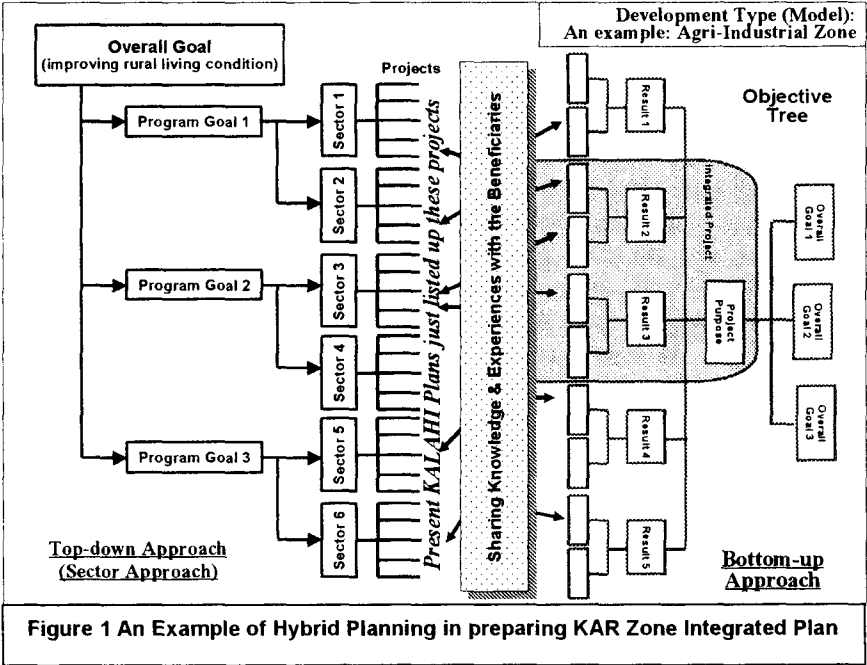 Development Type (Model):
An example: Agri-Industrial Zone
Overall Goal
(improving rural living condition)
Projects
Program Goal 1
Sector 1
Sector 2
Program Goal 2
Sector 3
Sector 4
Program Goal 3
Sector 5
Sector 6
Present KALAHI Plans just listed up these projects
Sharing Knowledge & Experiences with the Beneficiaries
Result 1
Result 2
Result 3
Result 4
Result 5
Integrated Project
Project
Purpose
Objective
Tree
Overall
Goal 1
Overall
Goal 2
Overall
Goal 3
Top-down Approach
(Sector Approach)
Bottom-up
Approach
Figure 1 An Example of Hybrid Planning in preparing KAR Zone Integrated Plan